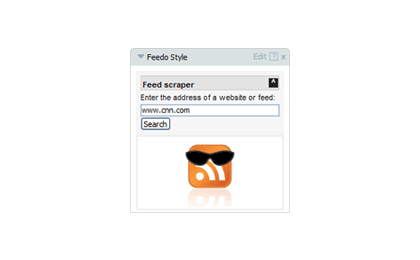 Feedo Style Edit ? x
Feed scraper ^
Enter the address of a website or feed:
www.cnn.com
Search